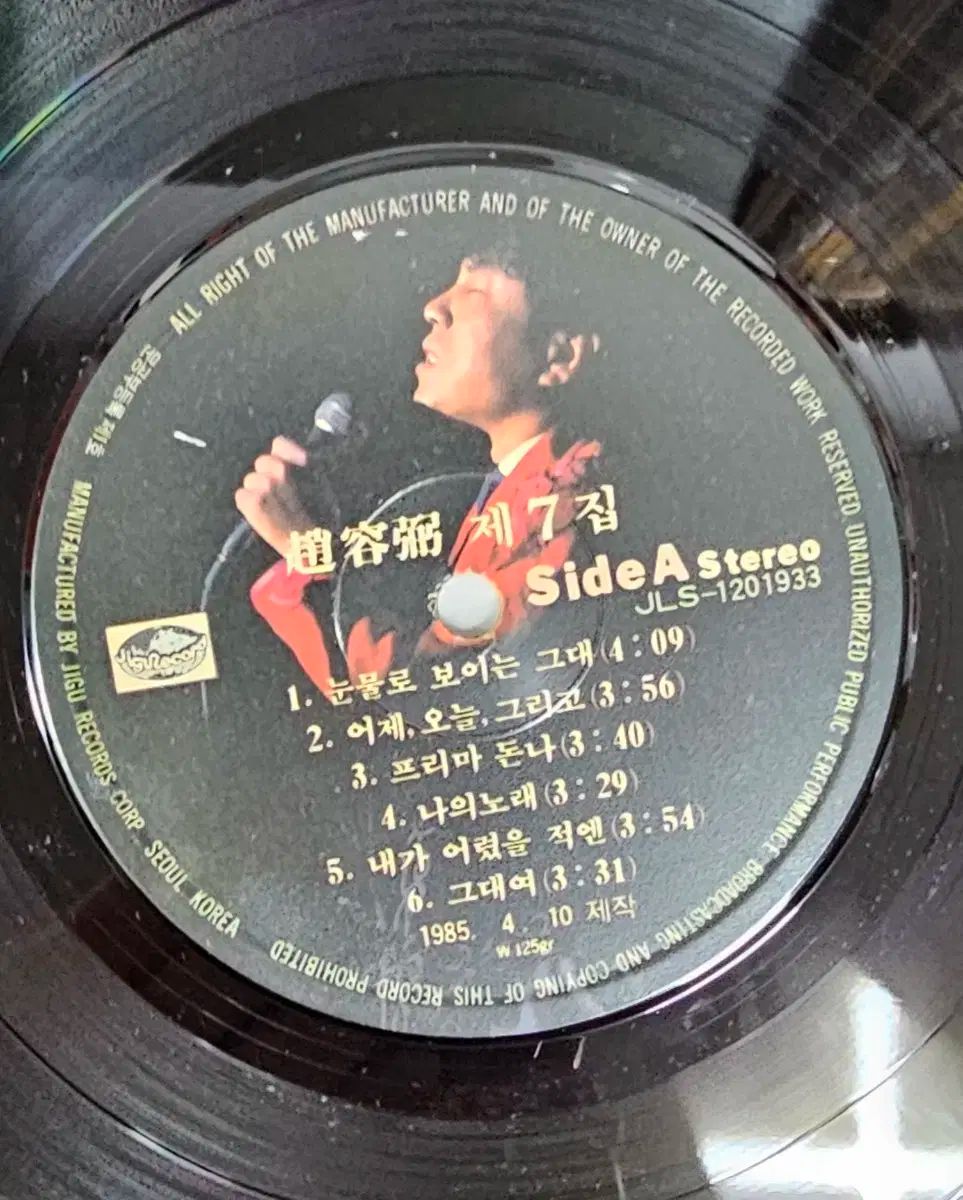 ALL RIGHT OF THE MANUFACTURER AND OF THE OWNER OF THE RECORDED WORK RESERVED UNAUTHORIZED PUBLIC PERFORMANCE BROADCASTING AND COPYING OF THIS RECORD PROHIBITED
MANUFACTURED BY JIGU RECORDS CORP. SEOUL KOREA
趙容弼 제7집
Side A Stereo
JLS-1201933
1. 눈물로 보이는 그대(4:09)
2. 어제,오늘,그리고(3:56)
3. 프리마 돈나(3:40)
4. 나의노래(3:29)
5. 내가 어렸을 적엔(3:54)
6. 그대여(3:31)
1985. 4. 10 제작
W 125gr